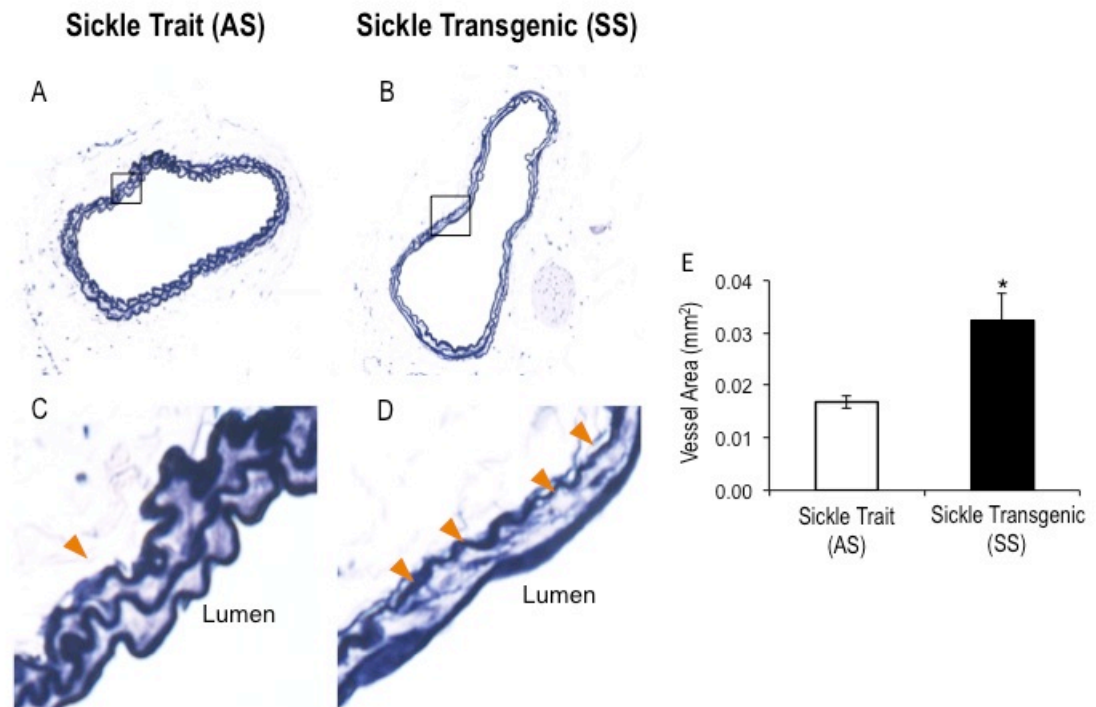 Sickle Trait (AS)
Sickle Transgenic (SS)
A
B
C
Lumen
D
Lumen
E
Vessel Area (mm²)
0.04
0.03
0.02
0.01
0.00
*
Sickle Trait
(AS)
Sickle Transgenic
(SS)